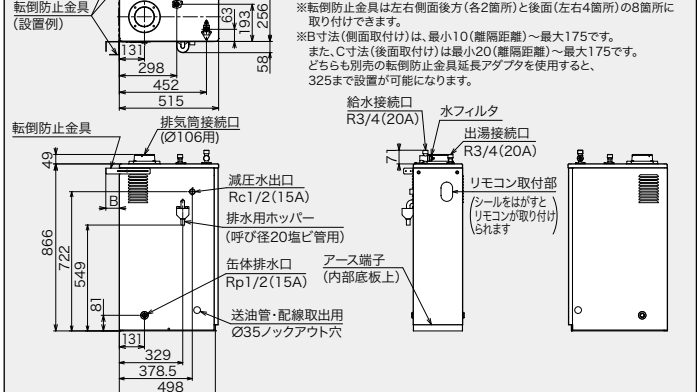 転倒防止金具
(設置例)
131
298
452
515
63
193
256
58
※転倒防止金具は左右側面後方(各2箇所)と後面(左右4箇所)の8箇所に
取り付けできます。
※B寸法(側面取付け)は、最小10(離隔距離)～最大175です。
また、C寸法(後面取付け)は最小20(離隔距離)～最大175です。
どちらも別売の転倒防止金具延長アダプタを使用すると、
325まで設置が可能になります。
転倒防止金具
排気筒接続口
(Ø106用)
49
B
866
722
549
81
減圧水出口
Rc1/2(15A)
排水用ホッパー
(呼び径20塩ビ管用)
缶体排水口
Rp1/2(15A)
送油管・配線取出用
Ø35ノックアウト穴
131
329
378.5
498
給水接続口
R3/4(20A)
水フィルタ
出湯接続口
R3/4(20A)
71
リモコン取付部
(シールをはがすと
リモコンが取り付け
られます)
アース端子
(内部底板上)